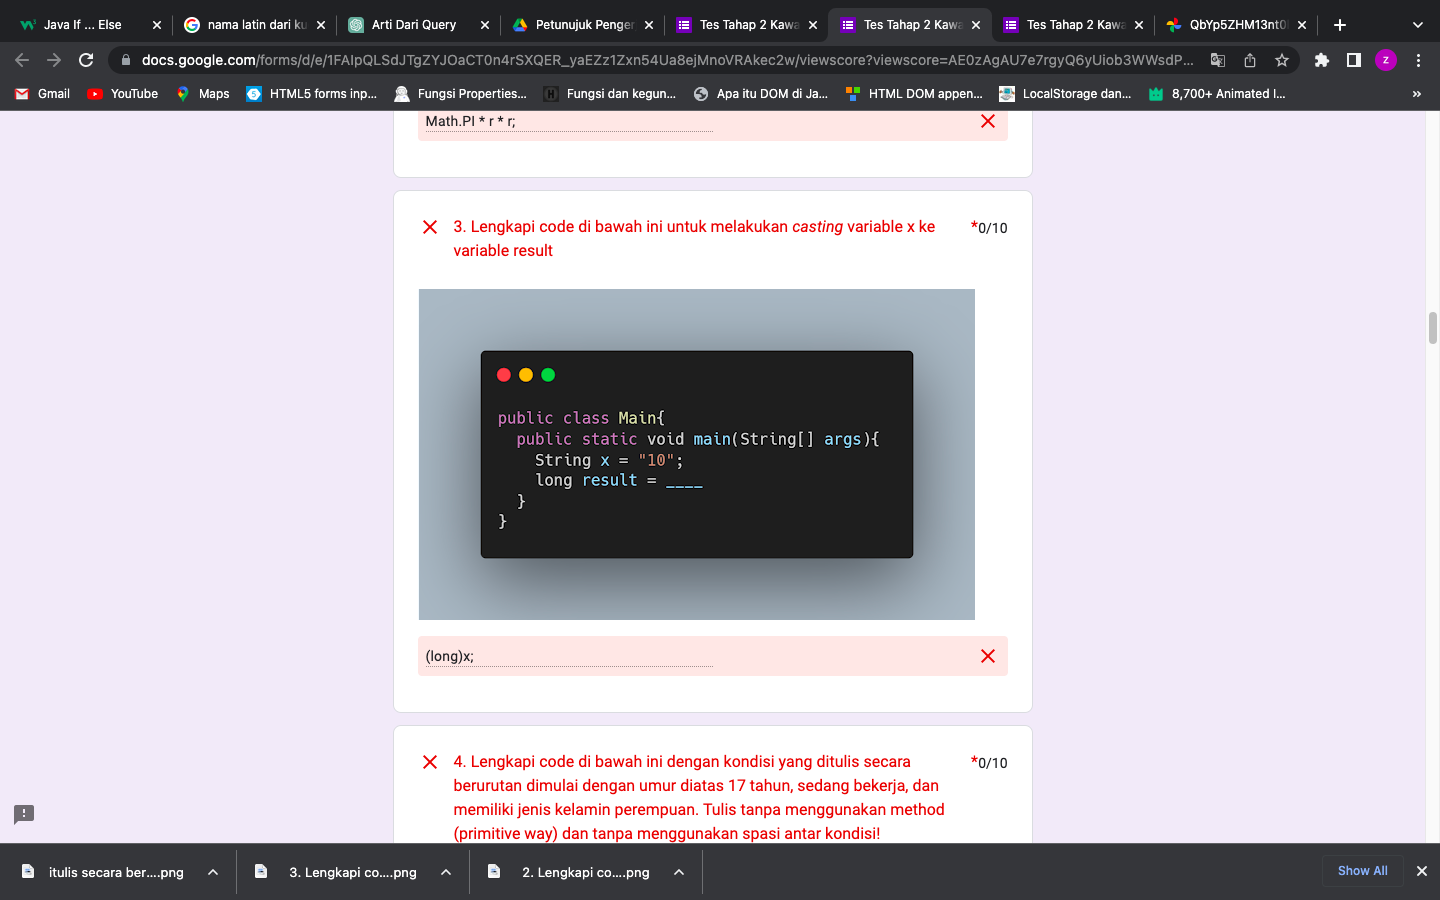 Java If ... Else
nama latin dari ku
Arti Dari Query
Petunujuk Penger
Tes Tahap 2 Kawa
Tes Tahap 2 Kawa
Tes Tahap 2 Kawa
QbYp5ZHM13nt0
docs.google.com/forms/d/e/1FAIpQLSdJTgZYJOaCT0n4rSXQER_yaEZz1Zxn54Ua8ejMnoVRAkec2w/viewscore?viewscore=AE0zAgAU7e7rgyQ6yUiob3WWsdP...
z
Gmail
YouTube
Maps
HTML5 forms inp...
Fungsi Properties...
Fungsi dan kegun...
Apa itu DOM di Ja...
HTML DOM appen...
LocalStorage dan...
8,700+ Animated I...
»
Math.PI * r * r;
3. Lengkapi code di bawah ini untuk melakukan casting variable x ke
variable result
*0/10
public class Main{
public static void main(String[] args){
String x = "10";
long result = ____
}
}
(long)x;
4. Lengkapi code di bawah ini dengan kondisi yang ditulis secara
berurutan dimulai dengan umur diatas 17 tahun, sedang bekerja, dan
memiliki jenis kelamin perempuan. Tulis tanpa menggunakan method
(primitive way) dan tanpa menggunakan spasi antar kondisi!
*0/10
itulis secara ber....png
3. Lengkapi co....png
2. Lengkapi co....png
Show All